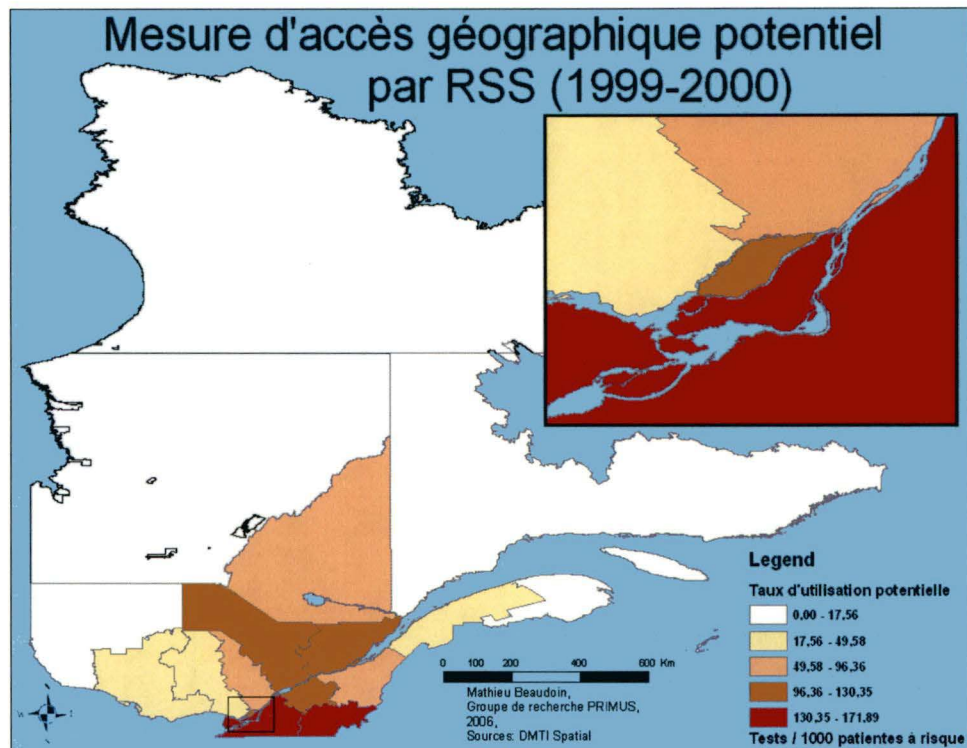 Mesure d'accès géographique potentiel
par RSS (1999-2000)
Legend
Taux d'utilisation potentielle
0,00 - 17,56
17,56 - 49,58
49,58 - 96,36
96,36 - 130,35
130,35 - 171,89
Tests / 1000 patientes à risque
0 100 200 400 600 Km
Mathieu Beaudoin,
Groupe de recherche PRIMUS,
2006,
Sources: DMTI Spatial